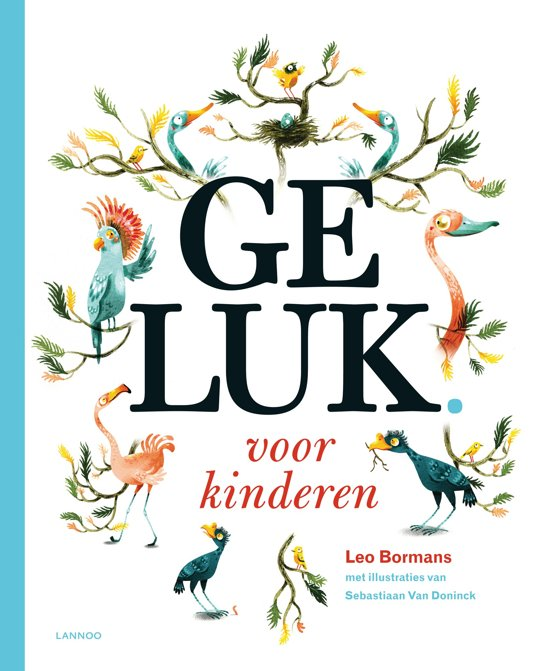 GE
LUK.
voor
kinderen
Leo Bormans
met illustraties van
Sebastiaan Van Doninck
LANNOO